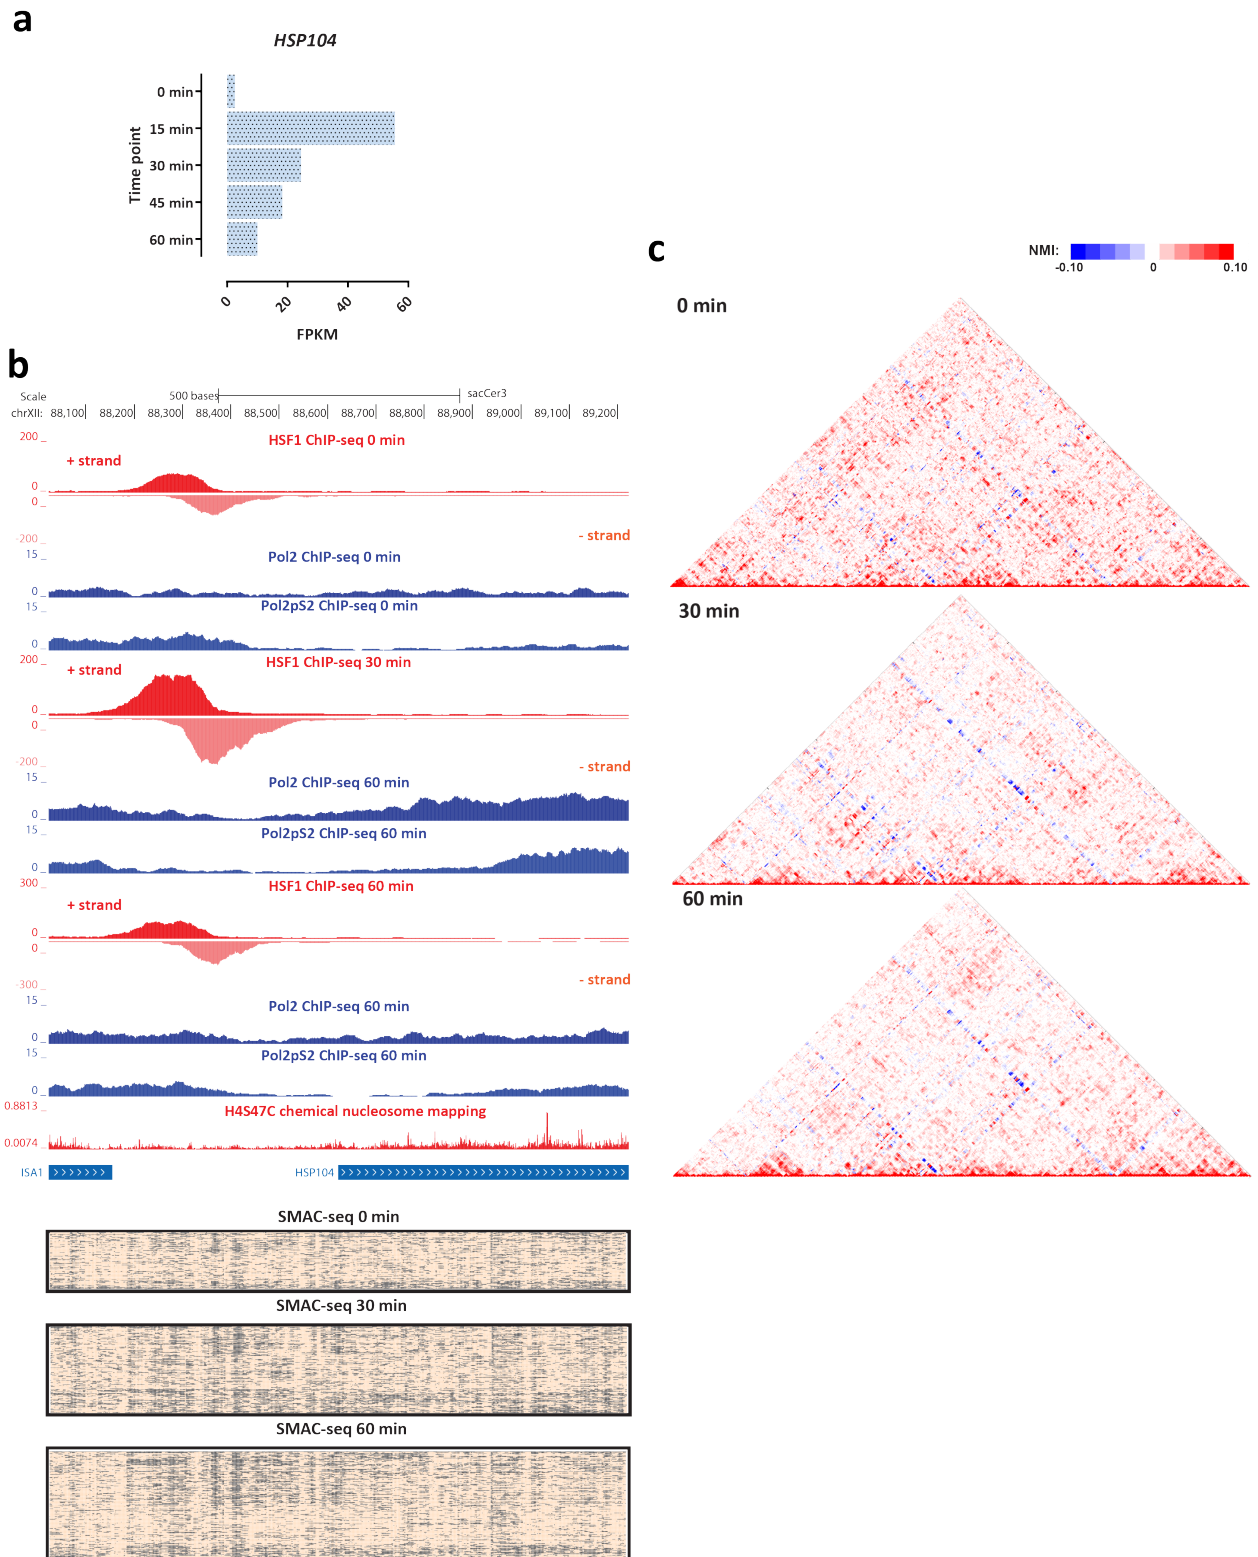 a
HSP104
Time point
0 min
15 min
30 min
45 min
60 min
0 20 40 60
FPKM
b
Scale 500 bases sacCer3
chrXII: 88,100 88,200 88,300 88,400 88,500 88,600 88,700 88,800 88,900 89,000 89,100 89,200
HSF1 ChIP-seq 0 min
200
+ strand
0
0
- strand
-200
Pol2 ChIP-seq 0 min
15
0
Pol2pS2 ChIP-seq 0 min
15
0
HSF1 ChIP-seq 30 min
200
+ strand
0
0
- strand
-200
Pol2 ChIP-seq 60 min
15
0
Pol2pS2 ChIP-seq 60 min
15
0
HSF1 ChIP-seq 60 min
300
+ strand
0
0
- strand
-300
Pol2 ChIP-seq 60 min
15
0
Pol2pS2 ChIP-seq 60 min
15
0
H4S47C chemical nucleosome mapping
0.8813
0.0074
ISA1 HSP104
SMAC-seq 0 min
SMAC-seq 30 min
SMAC-seq 60 min
c
NMI:
-0.10 0 0.10
0 min
30 min
60 min